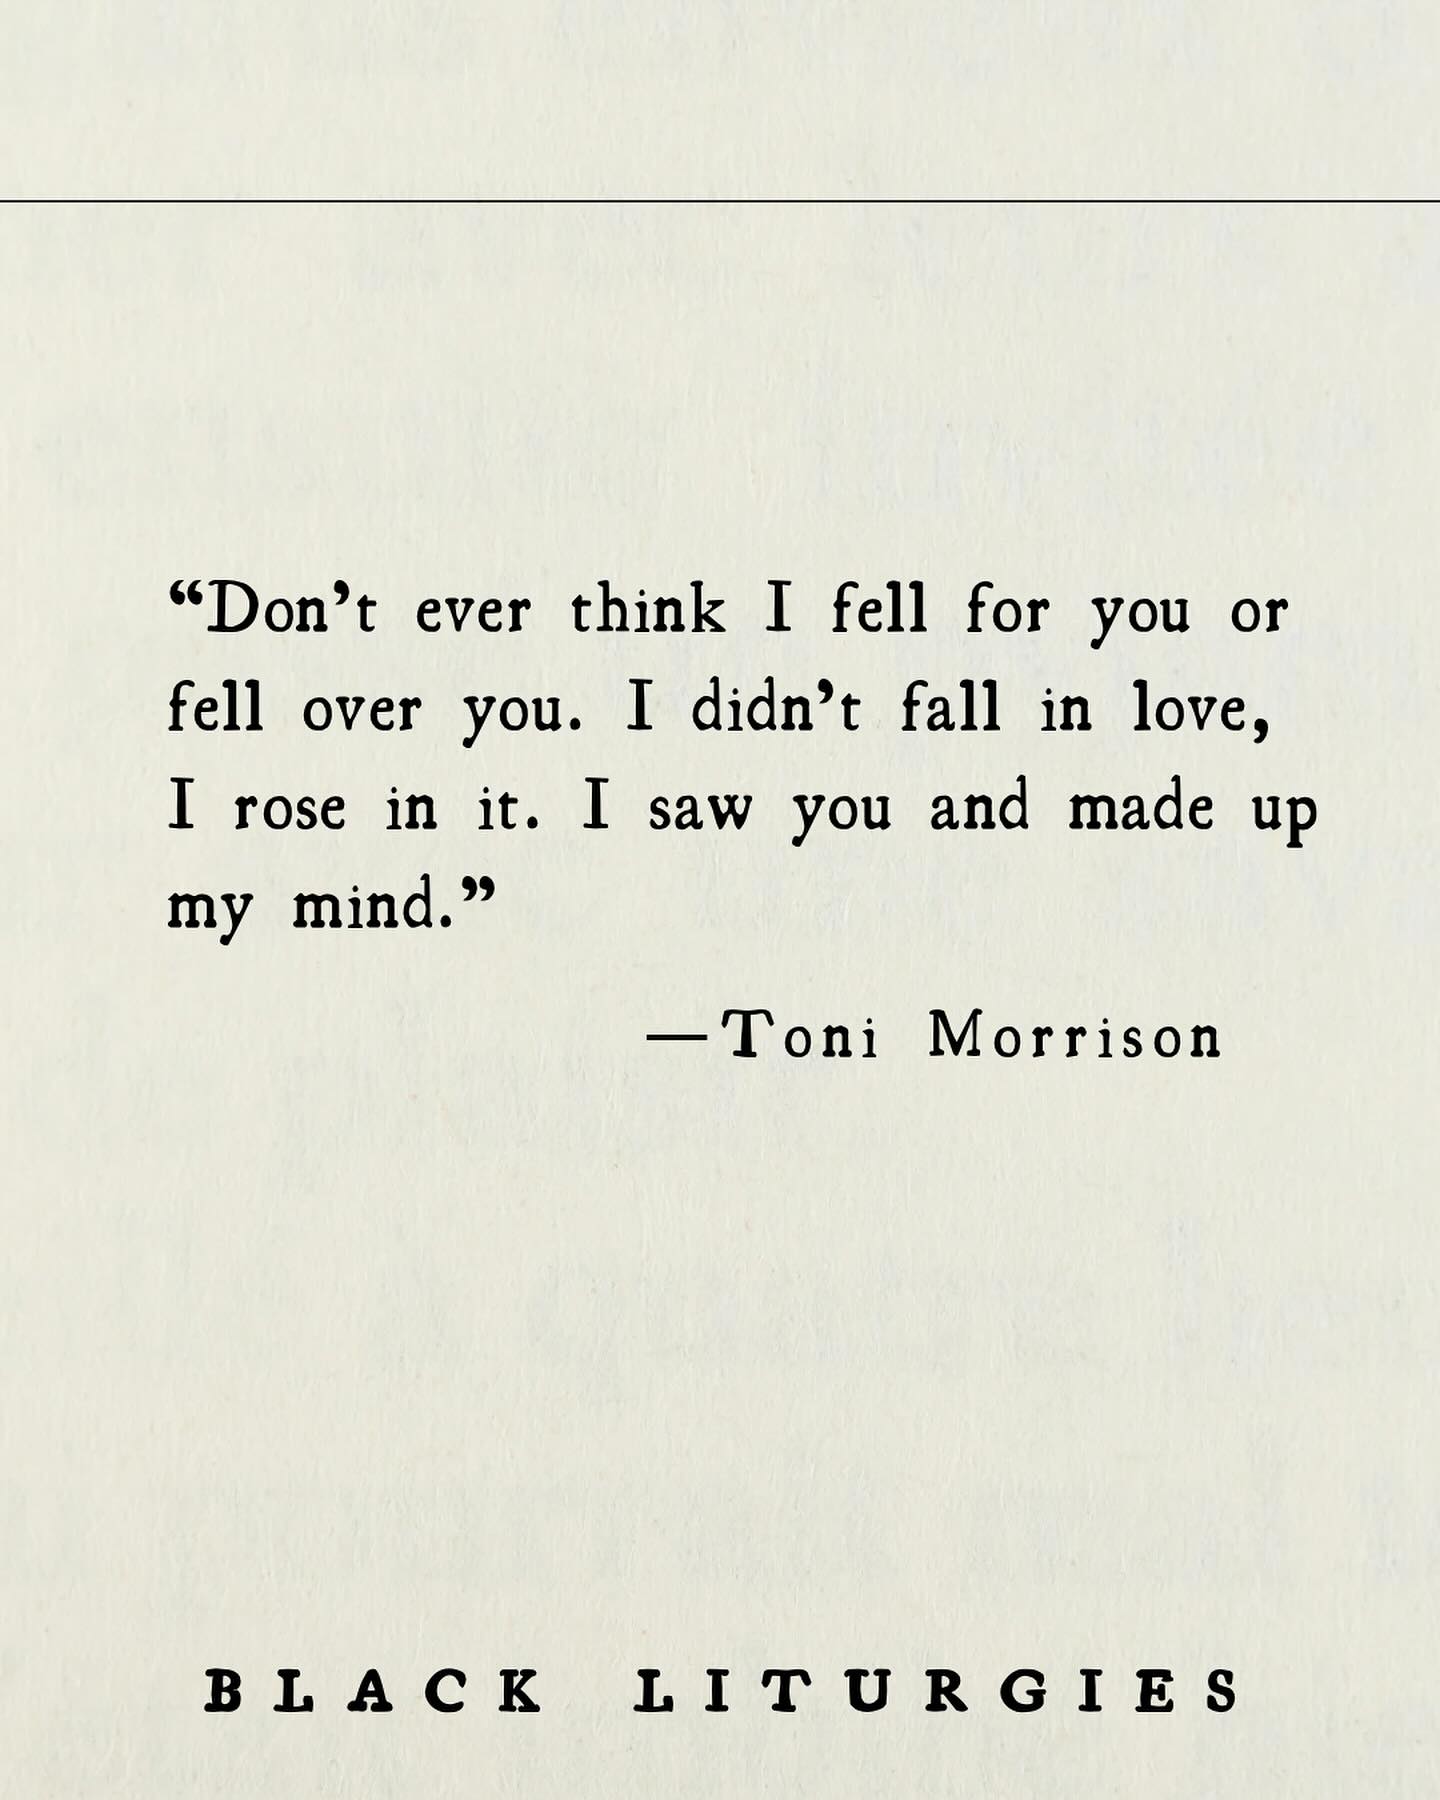 “Don’t ever think I fell for you or
fell over you. I didn’t fall in love,
I rose in it. I saw you and made up
my mind.”
—Toni Morrison
BLACK LITURGIES